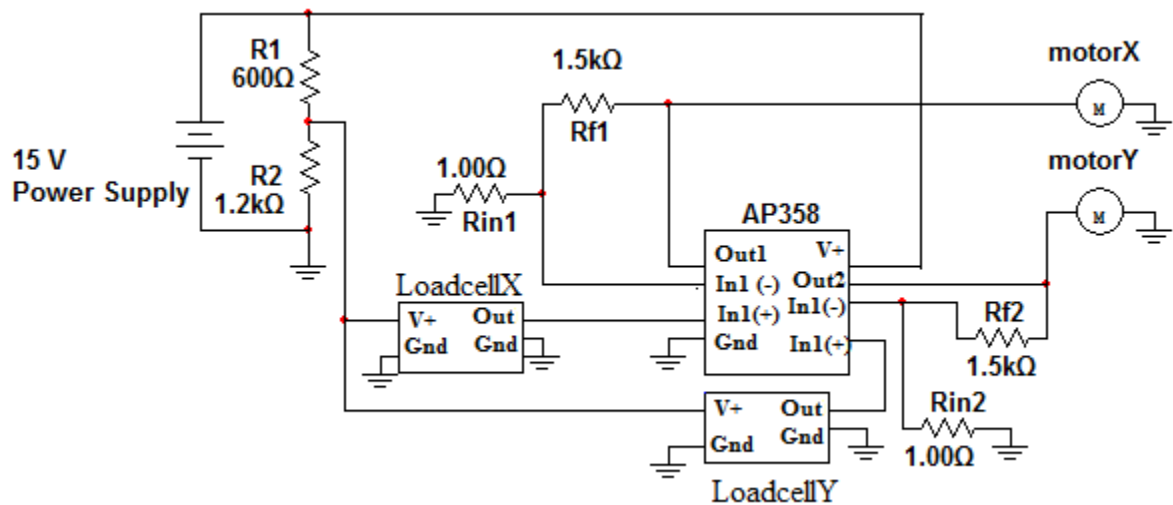 R1
600Ω
15 V
Power Supply
R2
1.2kΩ
1.5kΩ
Rf1
1.00Ω
Rin1
motorX
M
motorY
M
AP358
Out1
V+
In1 (-)
Out2
In1(+)
In1(-)
Gnd
In1(+)
LoadcellX
V+
Out
Gnd
Gnd
Rf2
1.5kΩ
Rin2
1.00Ω
V+
Out
Gnd
Gnd
LoadcellY